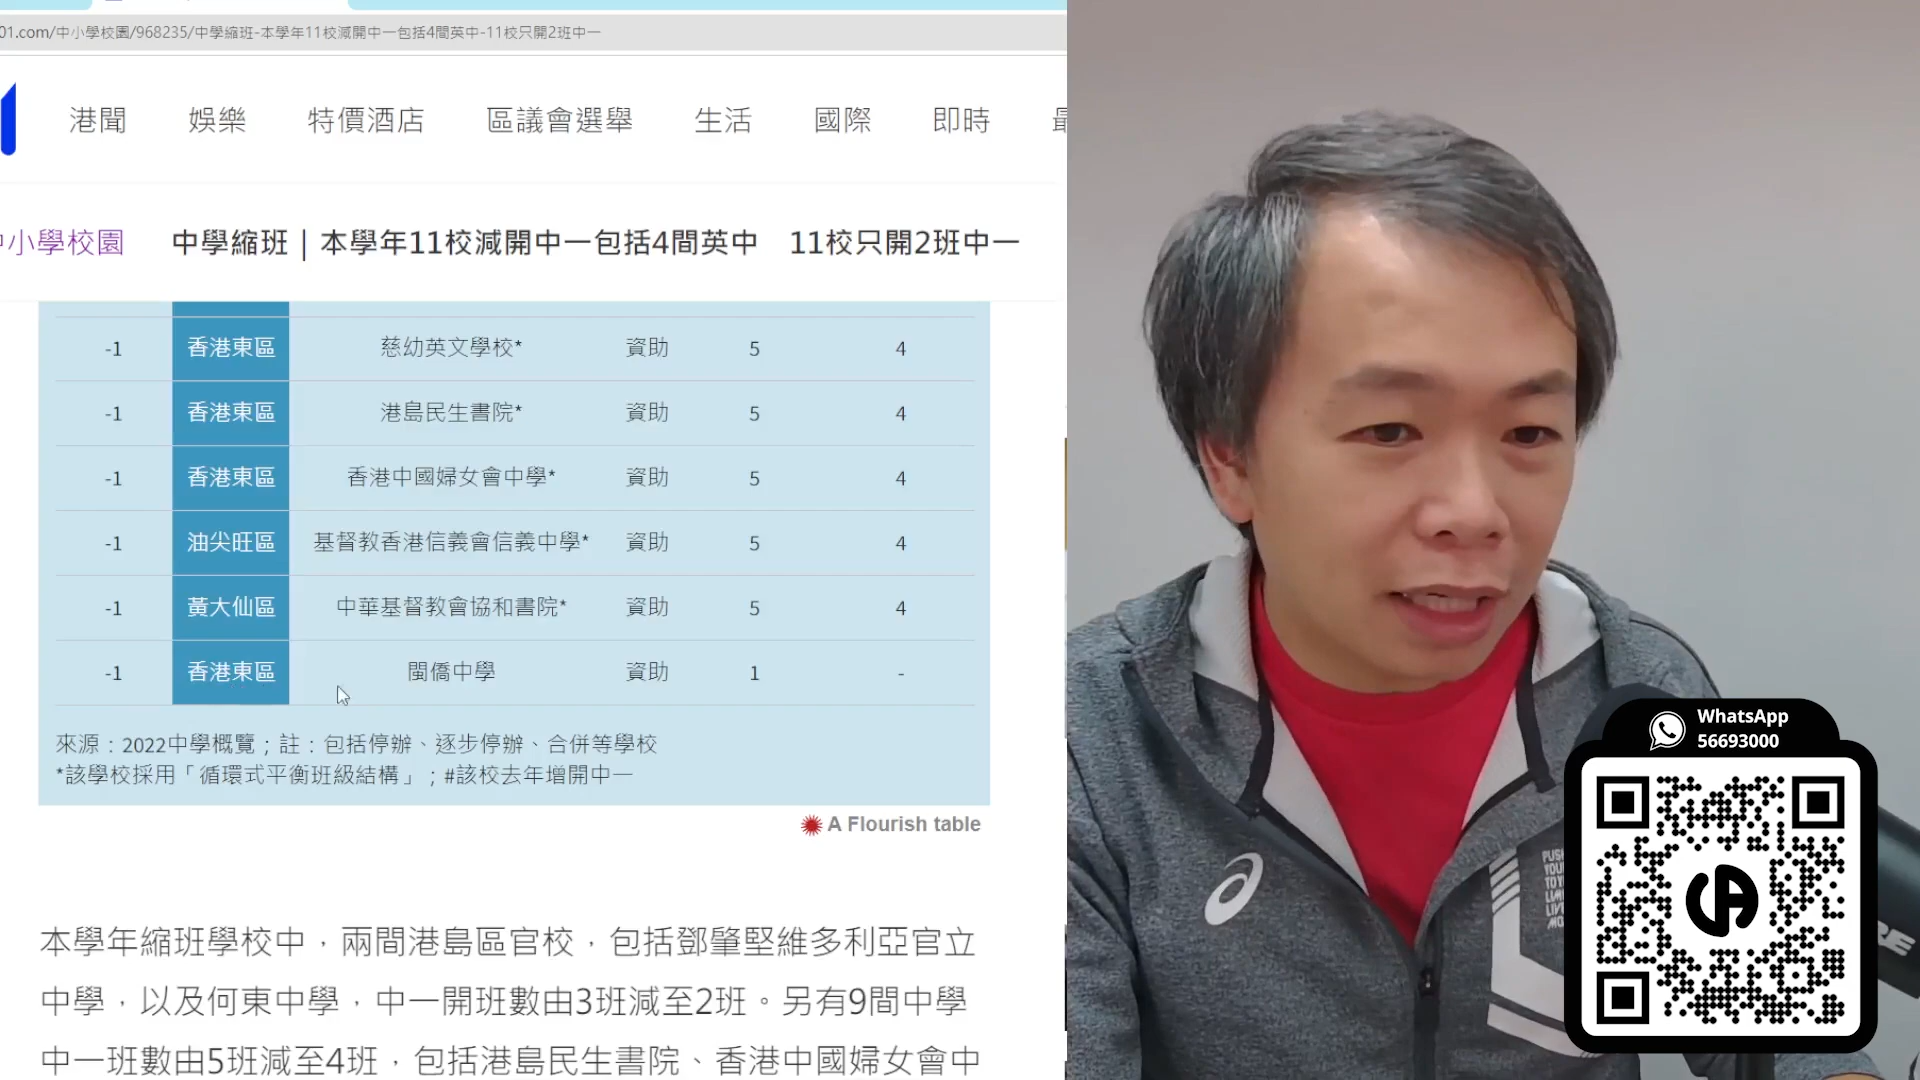 01.com/中小學校園/968235/中學縮班-本學年11校減開中一包括4間英中-11校只開2班中一
港聞 娛樂 特價酒店 區議會選舉 生活 國際 即時
小學校園 中學縮班｜本學年11校減開中一包括4間英中 11校只開2班中一
-1 香港東區 慈幼英文學校* 資助 5 4
-1 香港東區 港島民生書院* 資助 5 4
-1 香港東區 香港中國婦女會中學* 資助 5 4
-1 油尖旺區 基督教香港信義會信義中學* 資助 5 4
-1 黃大仙區 中華基督教會協和書院* 資助 5 4
-1 香港東區 閩僑中學 資助 1 -
來源：2022中學概覽；註：包括停辦、逐步停辦、合併等學校
*該學校採用「循環式平衡班級結構」；#該校去年增開中一
A Flourish table
本學年縮班學校中，兩間港島區官校，包括鄧肇堅維多利亞官立
中學，以及何東中學，中一開班數由3班減至2班。另有9間中學
中一班數由5班減至4班，包括港島民生書院、香港中國婦女會中
WhatsApp
56693000